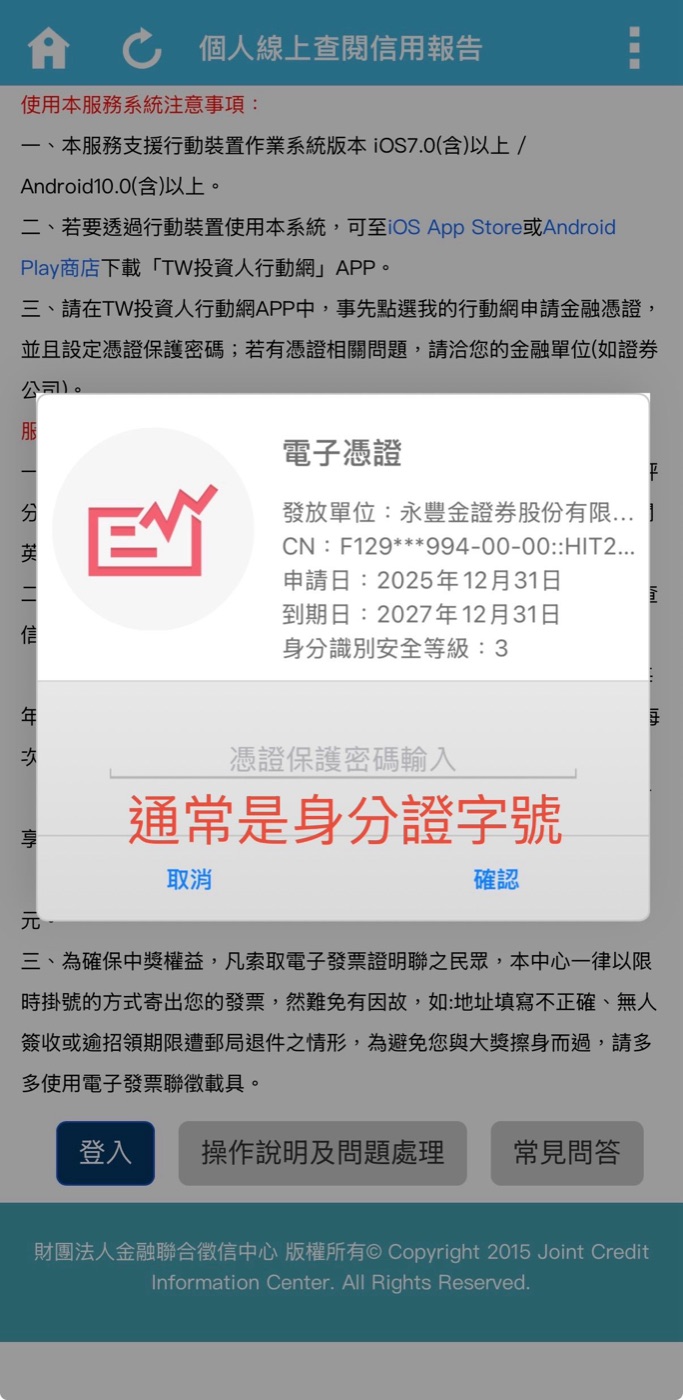 個人線上查閱信用報告
使用本服務系統注意事項：
一、本服務支援行動裝置作業系統版本 iOS7.0(含)以上 /
Android10.0(含)以上。
二、若要透過行動裝置使用本系統，可至iOS App Store或Android
Play商店下載「TW投資人行動網」APP。
三、請在TW投資人行動網APP中，事先點選我的行動網申請金融憑證，
並且設定憑證保護密碼；若有憑證相關問題，請洽您的金融單位(如證券
公司)。
服
一
分
英
二
信
年
每
次
享
電子憑證
發放單位：永豐金證券股份有限...
CN：F129***994-00-00::HIT2...
申請日：2025年12月31日
到期日：2027年12月31日
身分識別安全等級：3
憑證保護密碼輸入
通常是身分證字號
取消
確認
元。
三、為確保中獎權益，凡索取電子發票證明聯之民眾，本中心一律以限
時掛號的方式寄出您的發票，然難免有因故，如:地址填寫不正確、無人
簽收或逾招領期限遭郵局退件之情形，為避免您與大獎擦身而過，請多
多使用電子發票聯徵載具。
登入
操作說明及問題處理
常見問答
財團法人金融聯合徵信中心 版權所有© Copyright 2015 Joint Credit
Information Center. All Rights Reserved.